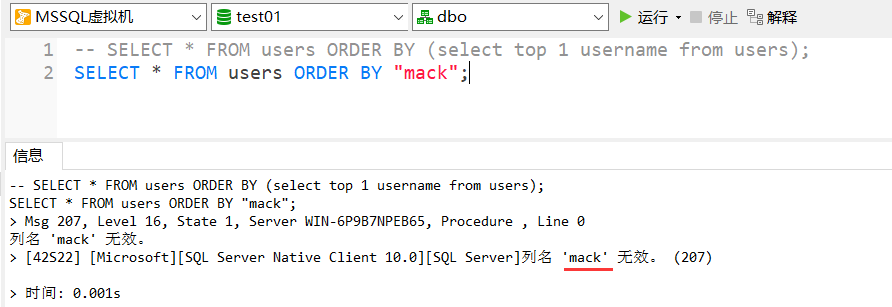 MSSQL虚拟机 test01 dbo 运行 停止 解释
1 -- SELECT * FROM users ORDER BY (select top 1 username from users);
2 SELECT * FROM users ORDER BY "mack";
信息
-- SELECT * FROM users ORDER BY (select top 1 username from users);
SELECT * FROM users ORDER BY "mack";
> Msg 207, Level 16, State 1, Server WIN-6P9B7NPEB65, Procedure , Line 0
列名 'mack' 无效。
> [42S22] [Microsoft][SQL Server Native Client 10.0][SQL Server]列名 'mack' 无效。 (207)
> 时间: 0.001s